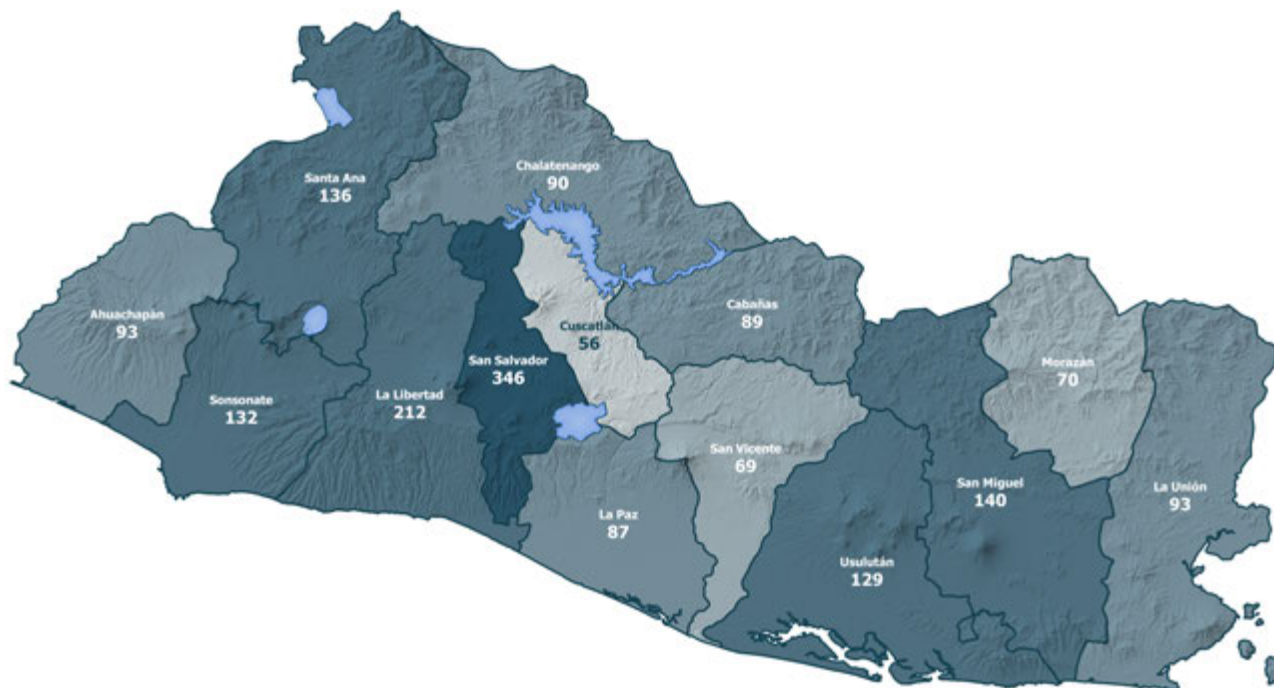 Santa Ana
136
Chalatenango
90
Ahuachapán
93
Cabañas
89
Cuscatlán
56
San Salvador
346
Morazán
70
Sonsonate
132
La Libertad
212
San Vicente
69
San Miguel
140
La Unión
93
La Paz
87
Usulután
129